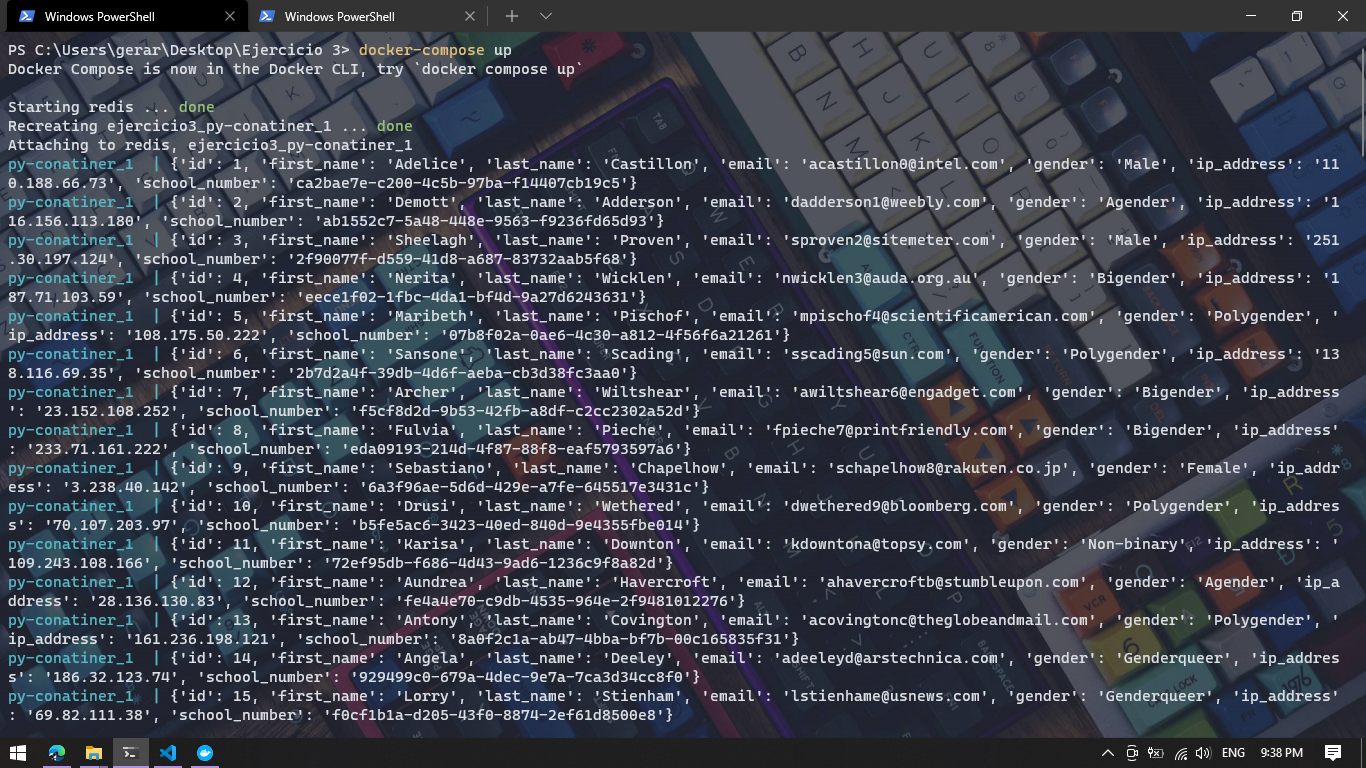 Windows PowerShell
Windows PowerShell
PS C:\Users\gerar\Desktop\Ejercicio 3> docker-compose up
Docker Compose is now in the Docker CLI, try `docker compose up`
Starting redis ... done
Recreating ejercicio3_py-conatiner_1 ... done
Attaching to redis, ejercicio3_py-conatiner_1
py-conatiner_1  | {'id': 1, 'first_name': 'Adelice', 'last_name': 'Castillon', 'email': 'acastillon0@intel.com', 'gender': 'Male', 'ip_address': '11
0.188.66.73', 'school_number': 'ca2bae7e-c200-4c5b-97ba-f14407cb19c5'}
py-conatiner_1  | {'id': 2, 'first_name': 'Demott', 'last_name': 'Adderson', 'email': 'dadderson1@weebly.com', 'gender': 'Agender', 'ip_address': '1
16.156.113.180', 'school_number': 'ab1552c7-5a48-448e-9563-f9236fd65d93'}
py-conatiner_1  | {'id': 3, 'first_name': 'Sheelagh', 'last_name': 'Proven', 'email': 'sproven2@sitemeter.com', 'gender': 'Male', 'ip_address': '251
.30.197.124', 'school_number': '2f90077f-d559-41d8-a687-83732aab5f68'}
py-conatiner_1  | {'id': 4, 'first_name': 'Nerita', 'last_name': 'Wicklen', 'email': 'nwicklen3@auda.org.au', 'gender': 'Bigender', 'ip_address': '1
87.71.103.59', 'school_number': 'eece1f02-1fbc-4da1-bf4d-9a27d6243631'}
py-conatiner_1  | {'id': 5, 'first_name': 'Maribeth', 'last_name': 'Pischof', 'email': 'mpischof4@scientificamerican.com', 'gender': 'Polygender', '
ip_address': '108.175.50.222', 'school_number': '07b8f02a-0ae6-4c30-a812-4f56f6a21261'}
py-conatiner_1  | {'id': 6, 'first_name': 'Sansone', 'last_name': 'Scading', 'email': 'sscading5@sun.com', 'gender': 'Polygender', 'ip_address': '13
8.116.69.35', 'school_number': '2b7d2a4f-39db-4d6f-aeba-cb3d38fc3aa0'}
py-conatiner_1  | {'id': 7, 'first_name': 'Archer', 'last_name': 'Wiltshear', 'email': 'awiltshear6@engadget.com', 'gender': 'Bigender', 'ip_address
': '23.152.108.252', 'school_number': 'f5cf8d2d-9b53-42fb-a8df-c2cc2302a52d'}
py-conatiner_1  | {'id': 8, 'first_name': 'Fulvia', 'last_name': 'Pieche', 'email': 'fpieche7@printfriendly.com', 'gender': 'Bigender', 'ip_address'
: '233.71.161.222', 'school_number': 'eda09193-214d-4f87-88f8-eaf5793597a6'}
py-conatiner_1  | {'id': 9, 'first_name': 'Sebastiano', 'last_name': 'Chapelhow', 'email': 'schapelhow8@rakuten.co.jp', 'gender': 'Female', 'ip_addr
ess': '3.238.40.142', 'school_number': '6a3f96ae-5d6d-429e-a7fe-645517e3431c'}
py-conatiner_1  | {'id': 10, 'first_name': 'Drusi', 'last_name': 'Wethered', 'email': 'dwethered9@bloomberg.com', 'gender': 'Polygender', 'ip_addres
s': '70.107.203.97', 'school_number': 'b5fe5ac6-3423-40ed-840d-9e4355fbe014'}
py-conatiner_1  | {'id': 11, 'first_name': 'Karisa', 'last_name': 'Downton', 'email': 'kdowntona@topsy.com', 'gender': 'Non-binary', 'ip_address': '
109.243.108.166', 'school_number': '72ef95db-f686-4d43-9ad6-1236c9f8a82d'}
py-conatiner_1  | {'id': 12, 'first_name': 'Aundrea', 'last_name': 'Havercroft', 'email': 'ahavercroftb@stumbleupon.com', 'gender': 'Agender', 'ip_a
ddress': '28.136.130.83', 'school_number': 'fe4a4e70-c9db-4535-964e-2f9481012276'}
py-conatiner_1  | {'id': 13, 'first_name': 'Antony', 'last_name': 'Covington', 'email': 'acovingtonc@theglobeandmail.com', 'gender': 'Polygender', '
ip_address': '161.236.198.121', 'school_number': '8a0f2c1a-ab47-4bba-bf7b-00c165835f31'}
py-conatiner_1  | {'id': 14, 'first_name': 'Angela', 'last_name': 'Deeley', 'email': 'adeeleyd@arstechnica.com', 'gender': 'Genderqueer', 'ip_addres
s': '186.32.123.74', 'school_number': '929499c0-679a-4dec-9e7a-7ca3d34cc8f0'}
py-conatiner_1  | {'id': 15, 'first_name': 'Lorry', 'last_name': 'Stienham', 'email': 'lstienhame@usnews.com', 'gender': 'Genderqueer', 'ip_address'
: '69.82.111.38', 'school_number': 'f0cf1b1a-d205-43f0-8874-2ef61d8500e8'}
ENG
9:38 PM